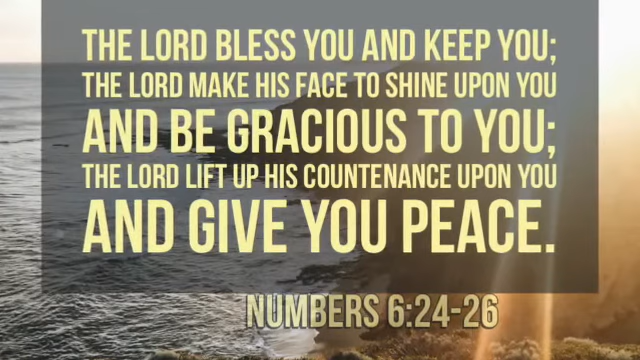 THE LORD BLESS YOU AND KEEP YOU;
THE LORD MAKE HIS FACE TO SHINE UPON YOU
AND BE GRACIOUS TO YOU;
THE LORD LIFT UP HIS COUNTENANCE UPON YOU
AND GIVE YOU PEACE.
NUMBERS 6:24-26